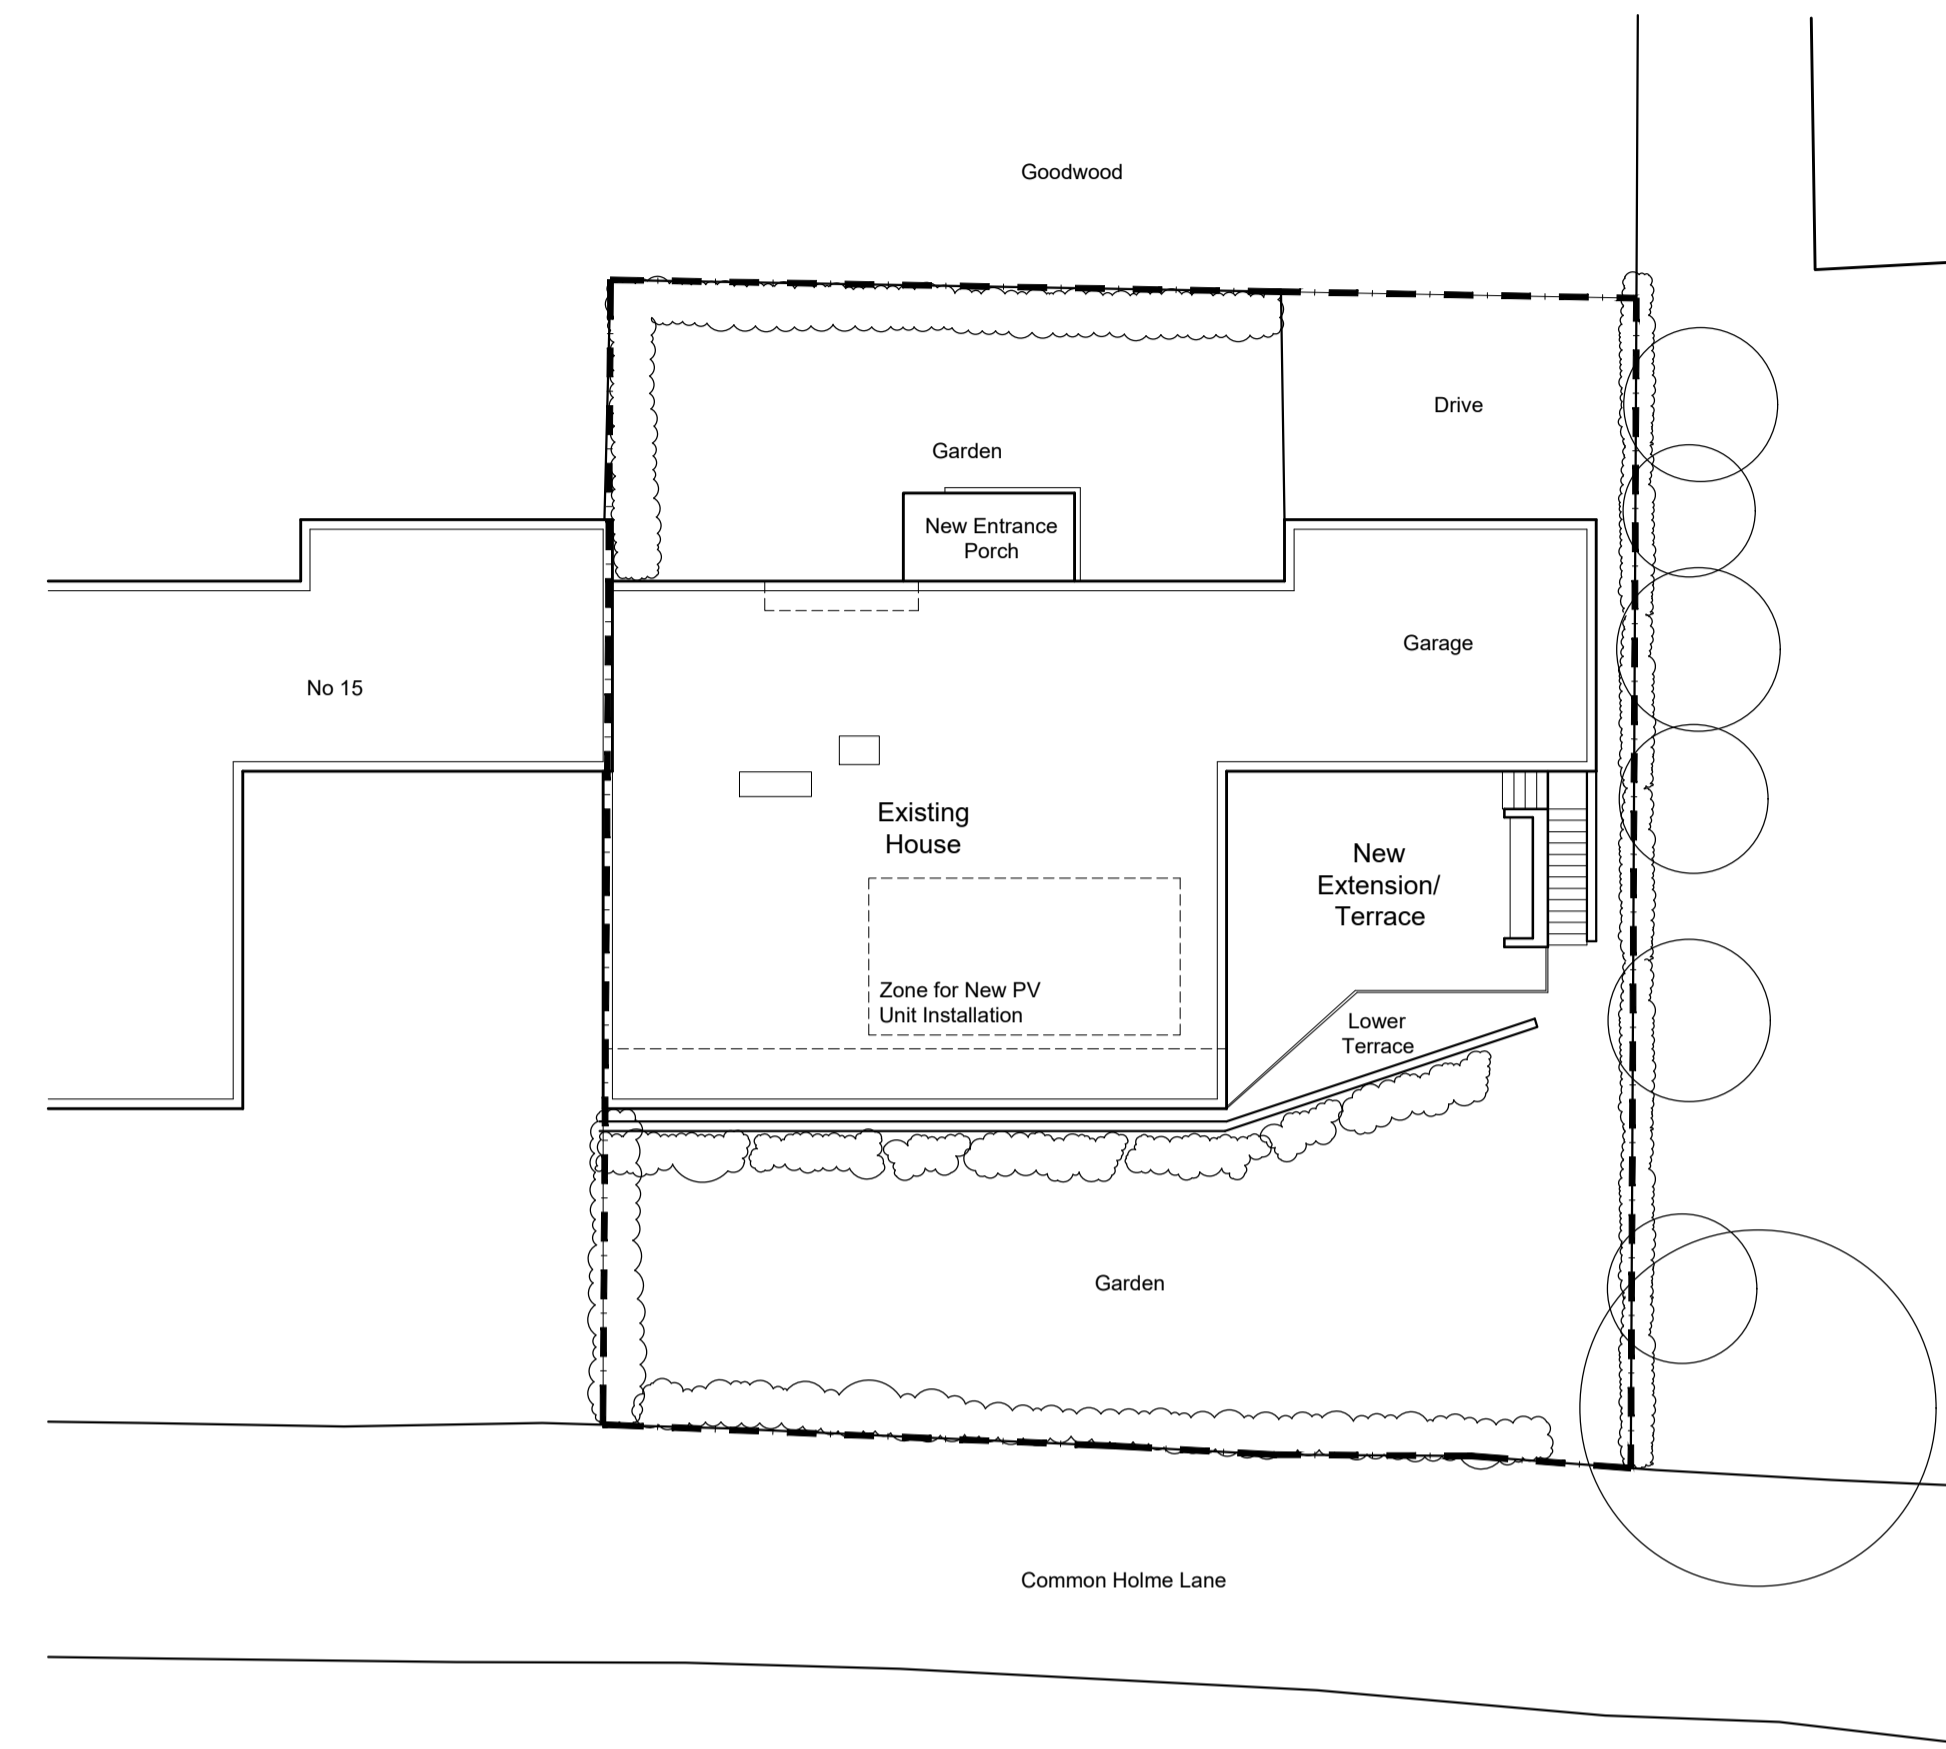 Goodwood
Drive
Garden
New Entrance
Porch
Garage
No 15
Existing
House
New
Extension/
Terrace
Zone for New PV
Unit Installation
Lower
Terrace
Garden
Common Holme Lane